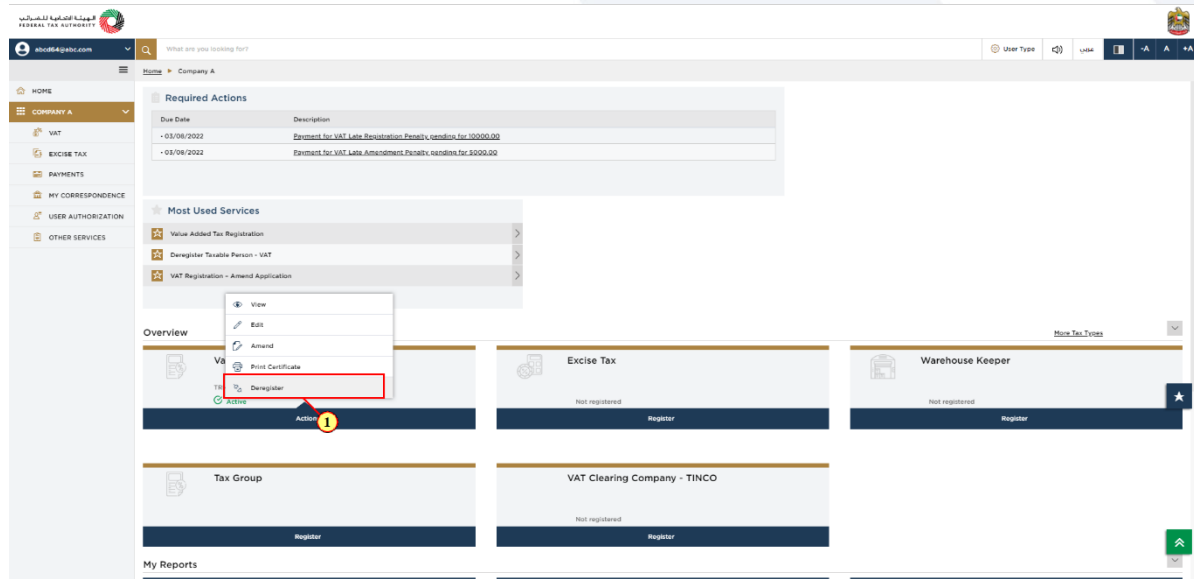 الهيئة الاتحادية للضرائب
FEDERAL TAX AUTHORITY
abcd64@abc.com
What are you looking for?
User Type
عربي
-A A +A
Home ▶ Company A
HOME
COMPANY A
VAT
EXCISE TAX
PAYMENTS
MY CORRESPONDENCE
USER AUTHORIZATION
OTHER SERVICES
Required Actions
Due Date Description
• 03/08/2022 Payment for VAT Late Registration Penalty pending for 10000.00
• 03/08/2022 Payment for VAT Late Amendment Penalty pending for 5000.00
Most Used Services
Value Added Tax Registration
Deregister Taxable Person - VAT
VAT Registration – Amend Application
View
Edit
Amend
Print Certificate
Deregister
1
Overview
More Tax Types
Va
TR
Active
Action
Excise Tax
Not registered
Register
Warehouse Keeper
Not registered
Register
Tax Group
Register
VAT Clearing Company - TINCO
Not registered
Register
My Reports